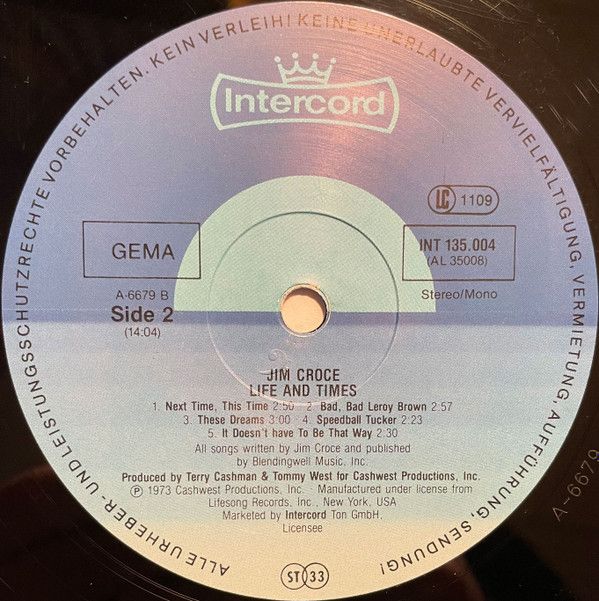 ALLE URHEBER- UND LEISTUNGSSCHUTZRECHTE VORBEHALTEN. KEIN VERLEIH! KEINE UNERLAUBTE VERVIELFÄLTIGUNG, VERMIETUNG, AUFFÜHRUNG, SENDUNG!
Intercord
LC 1109
GEMA
INT 135.004
(AL 35008)
A-6679 B
Stereo/Mono
Side 2
(14:04)
JIM CROCE
LIFE AND TIMES
1. Next Time, This Time 2:50 · 2. Bad, Bad Leroy Brown 2:57
3. These Dreams 3:00 · 4. Speedball Tucker 2:23
5. It Doesn't have To Be That Way 2:30
All songs written by Jim Croce and published
by Blendingwell Music, Inc.
Produced by Terry Cashman & Tommy West for Cashwest Productions, Inc.
Ⓟ 1973 Cashwest Productions, Inc. · Manufactured under license from
Lifesong Records, Inc., New York, USA
Marketed by Intercord Ton GmbH,
Licensee
ST 33
A-6679